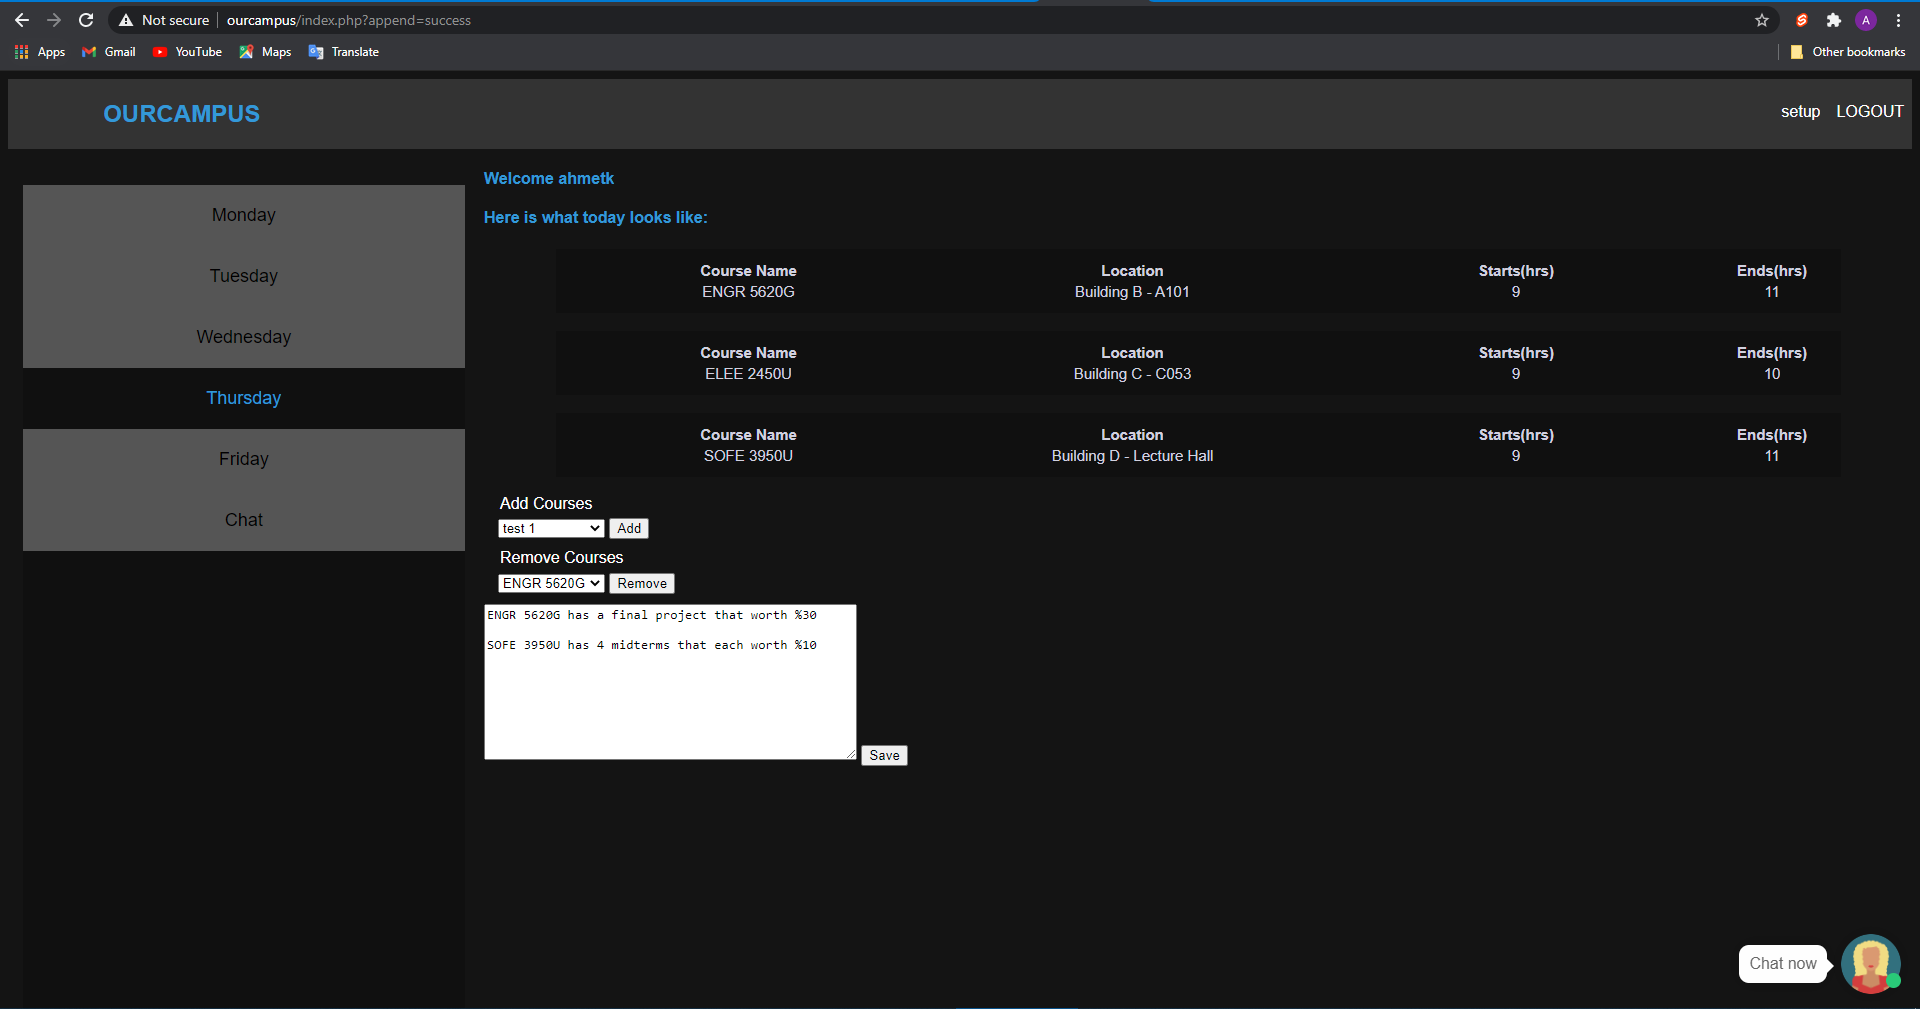 Not secure | ourcampus/index.php?append=success
A
Apps Gmail YouTube Maps Translate Other bookmarks
OURCAMPUS
setup LOGOUT
Monday
Tuesday
Wednesday
Thursday
Friday
Chat
Welcome ahmetk
Here is what today looks like:
Course Name Location Starts(hrs) Ends(hrs)
ENGR 5620G Building B - A101 9 11
Course Name Location Starts(hrs) Ends(hrs)
ELEE 2450U Building C - C053 9 10
Course Name Location Starts(hrs) Ends(hrs)
SOFE 3950U Building D - Lecture Hall 9 11
Add Courses
test 1 Add
Remove Courses
ENGR 5620G Remove
ENGR 5620G has a final project that worth %30
SOFE 3950U has 4 midterms that each worth %10
Save
Chat now